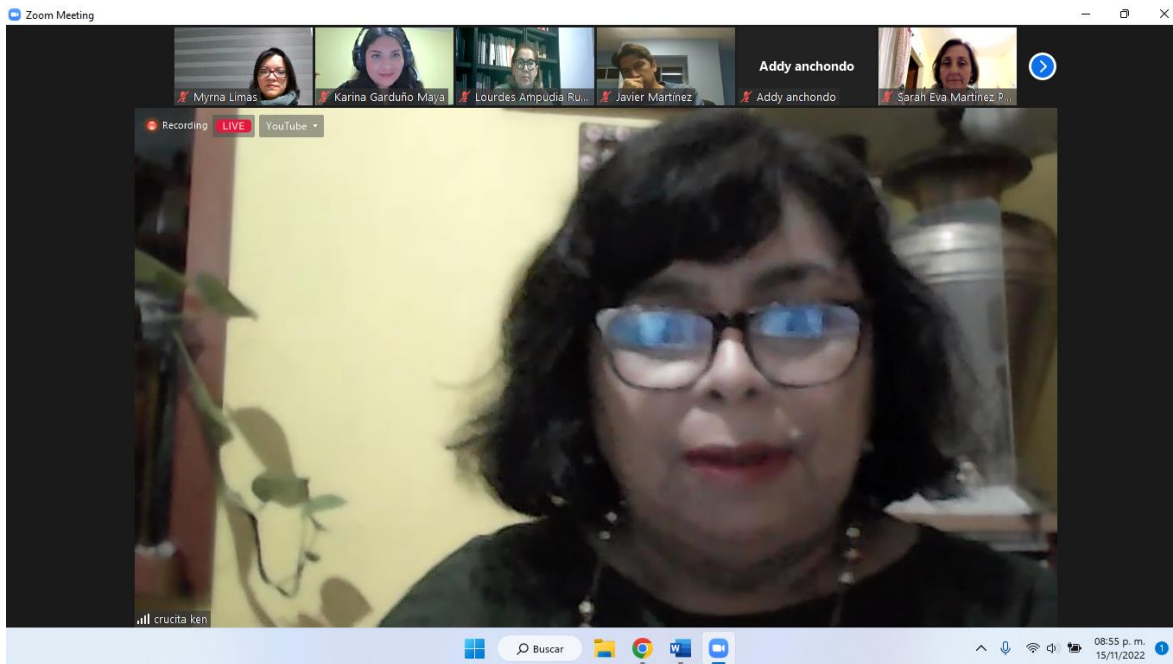 Zoom Meeting
Addy anchondo
Myrna Limas
Karina Garduño Maya
Lourdes Ampudia Ru...
Javier Martínez
Addy anchondo
Sarah Eva Martínez P...
Recording LIVE YouTube
crucita ken
Buscar
08:55 p. m.
15/11/2022
1